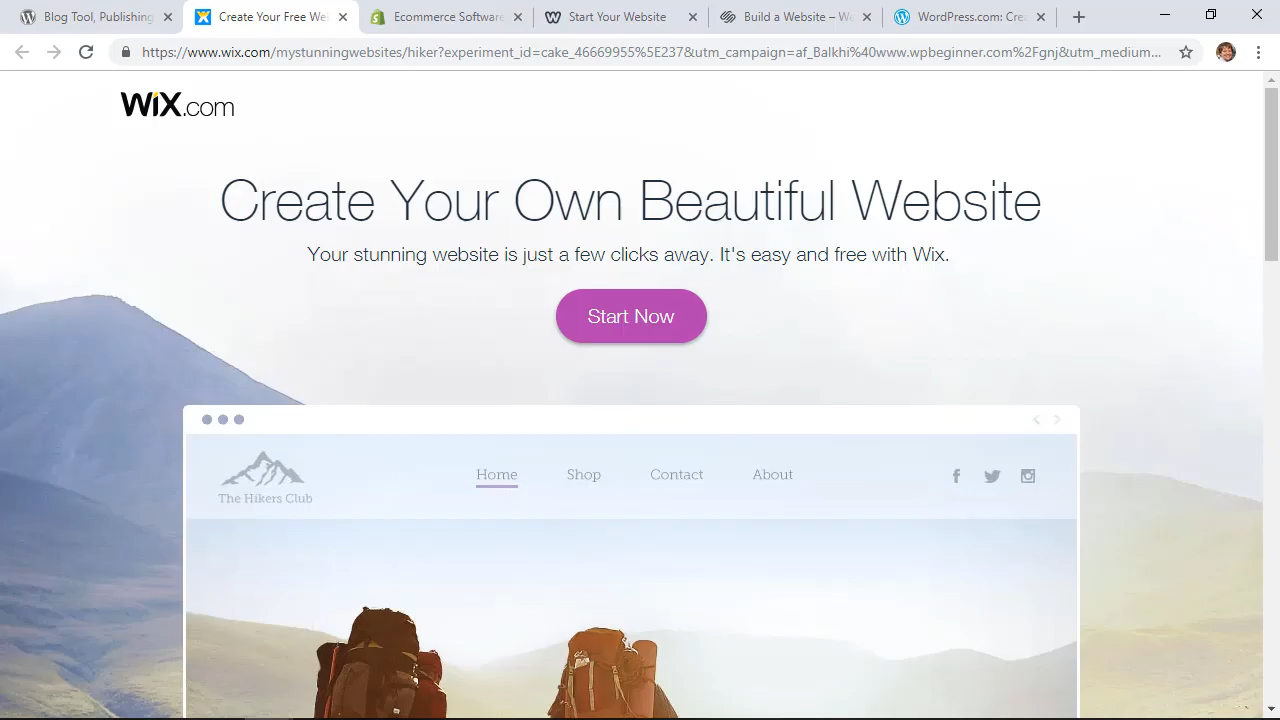 Blog Tool, Publishing
Create Your Free We
Ecommerce Software
Start Your Website
Build a Website – We
WordPress.com: Cre
https://www.wix.com/mystunningwebsites/hiker?experiment_id=cake_46669955%5E237&utm_campaign=af_Balkhi%40www.wpbeginner.com%2Fgnj&utm_medium...
WiX.com
Create Your Own Beautiful Website
Your stunning website is just a few clicks away. It's easy and free with Wix.
Start Now
The Hikers Club
Home
Shop
Contact
About